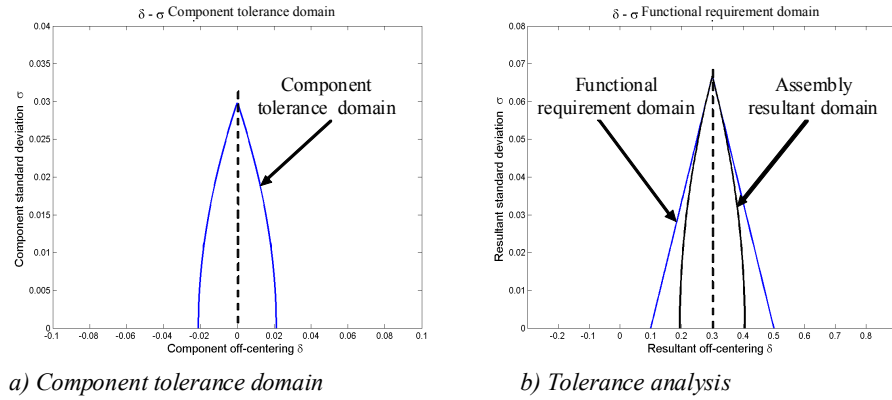 δ - σ Component tolerance domain
0.04
0.035
0.03
0.025
0.02
0.015
0.01
0.005
0
Component standard deviation σ
Component
tolerance domain
-0.1 -0.08 -0.06 -0.04 -0.02 0 0.02 0.04 0.06 0.08 0.1
Component off-centering δ
a) Component tolerance domain
δ - σ Functional requirement domain
0.08
0.07
0.06
0.05
0.04
0.03
0.02
0.01
0
Resultant standard deviation σ
Functional
requirement domain
Assembly
resultant domain
-0.2 -0.1 0 0.1 0.2 0.3 0.4 0.5 0.6 0.7 0.8
Resultant off-centering δ
b) Tolerance analysis